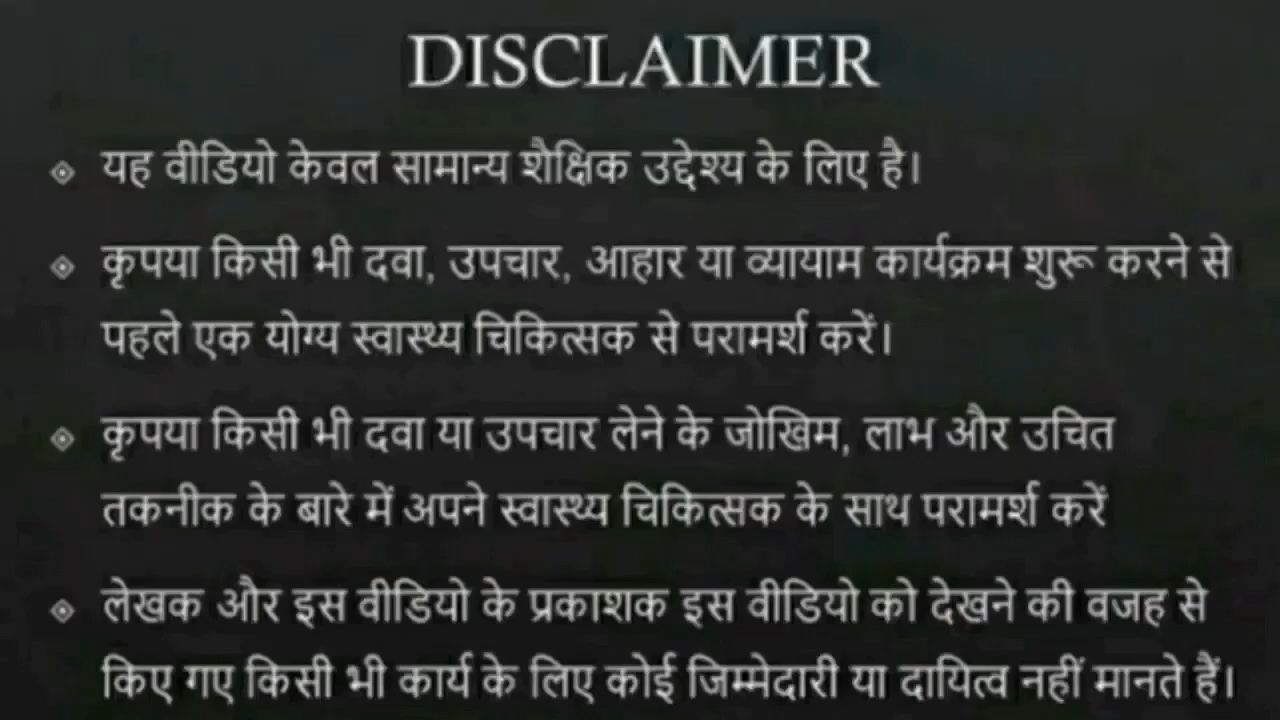 DISCLAIMER
यह वीडियो केवल सामान्य शैक्षिक उद्देश्य के लिए है।
कृपया किसी भी दवा, उपचार, आहार या व्यायाम कार्यक्रम शुरू करने से
पहले एक योग्य स्वास्थ्य चिकित्सक से परामर्श करें।
कृपया किसी भी दवा या उपचार लेने के जोखिम, लाभ और उचित
तकनीक के बारे में अपने स्वास्थ्य चिकित्सक के साथ परामर्श करें
लेखक और इस वीडियो के प्रकाशक इस वीडियो को देखने की वजह से
किए गए किसी भी कार्य के लिए कोई जिम्मेदारी या दायित्व नहीं मानते हैं।